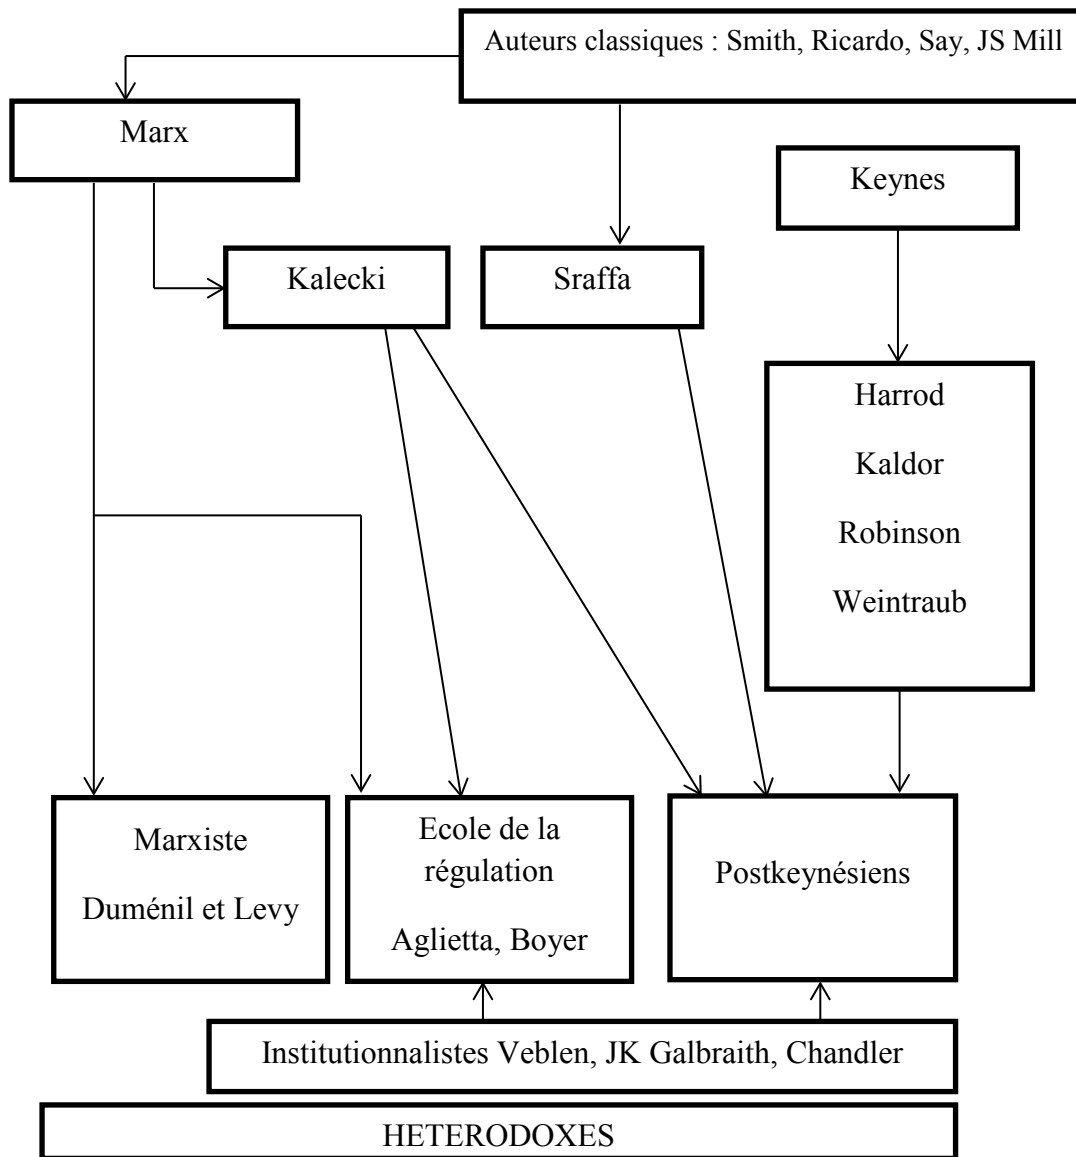 Auteurs classiques : Smith, Ricardo, Say, JS Mill
Marx
Keynes
Kalecki
Sraffa
Harrod
Kaldor
Robinson
Weintraub
Marxiste
Duménil et Levy
Ecole de la
régulation
Aglietta, Boyer
Postkeynésiens
Institutionnalistes Veblen, JK Galbraith, Chandler
HETERODOXES